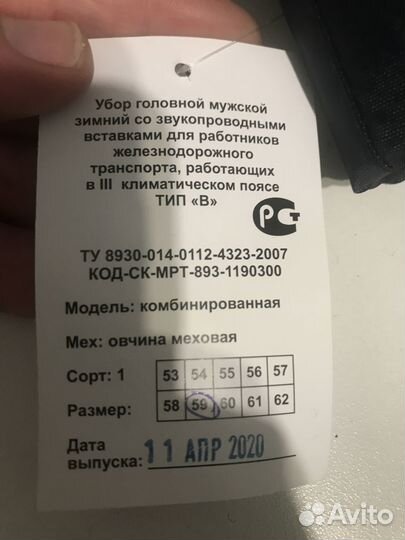 Убор головной мужской
зимний со звукопроводными
вставками для работников
железнодорожного
транспорта, работающих
в III климатическом поясе
ТИП «В»
РСТ
ТУ 8930-014-0112-4323-2007
КОД-СК-МРТ-893-1190300
Модель: комбинированная
Мех: овчина меховая
Сорт: 1 53 54 55 56 57
Размер: 58 59 60 61 62
Дата
выпуска: 11 АПР 2020
Avito